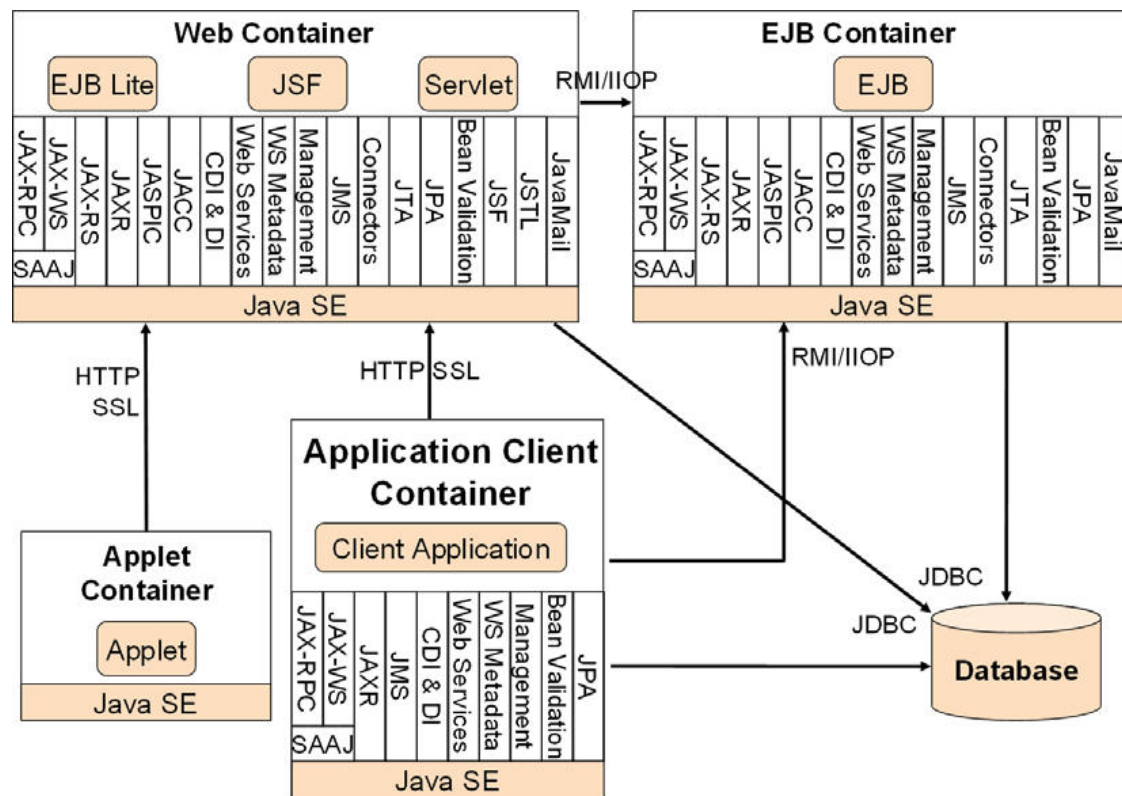 Web Container
EJB Lite
JSF
Servlet
JAX-RPC
JAX-WS
SAAJ
JAX-RS
JAXR
JASPIC
JACC
CDI & DI
Web Services
WS Metadata
Management
JMS
Connectors
JTA
JPA
Bean Validation
JSF
JSTL
JavaMail
Java SE
RMI/IIOP
EJB Container
EJB
JAX-RPC
JAX-WS
SAAJ
JAX-RS
JAXR
JASPIC
JACC
CDI & DI
Web Services
WS Metadata
Management
JMS
Connectors
JTA
Bean Validation
JPA
JavaMail
Java SE
HTTP
SSL
HTTP SSL
RMI/IIOP
Applet
Container
Applet
Java SE
Application Client
Container
Client Application
JAX-RPC
JAX-WS
SAAJ
JAXR
JMS
CDI & DI
Web Services
WS Metadata
Management
Bean Validation
JPA
Java SE
JDBC
JDBC
Database